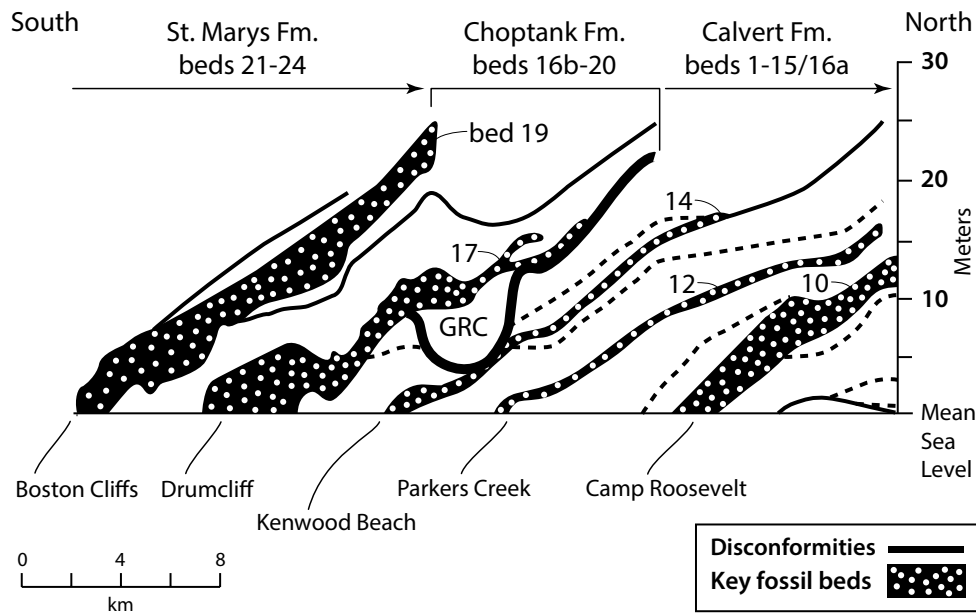 South
St. Marys Fm.
beds 21-24
Choptank Fm.
beds 16b-20
Calvert Fm.
beds 1-15/16a
North
30
bed 19
20
14
17
12
10
GRC
10
Meters
Mean
Sea
Level
Boston Cliffs
Drumcliff
Kenwood Beach
Parkers Creek
Camp Roosevelt
0 4 8
km
Disconformities
Key fossil beds